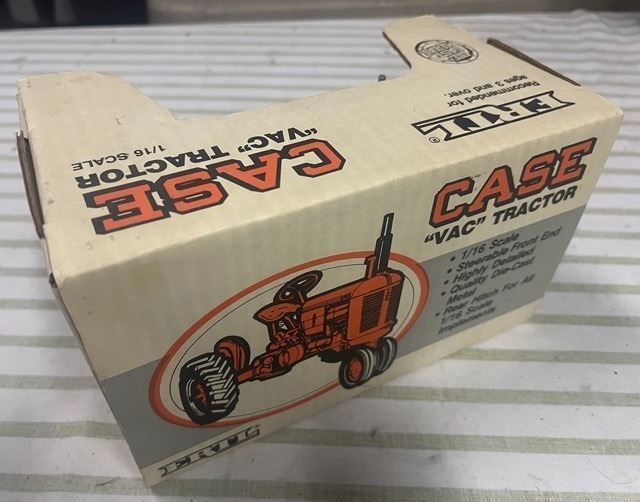 CASE
"VAC" TRACTOR
1/16 SCALE
ERTL®
Recommended for
ages 3 and over.
CASE
"VAC" TRACTOR
• 1/16 Scale
• Steerable Front End
• Highly Detailed
• Quality Die-Cast
Metal
• Rear Hitch For All
1/16 Scale
Implements
ERTL®